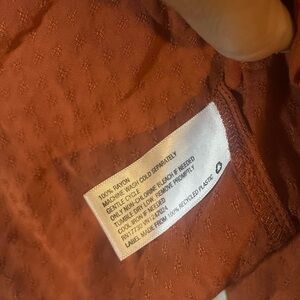 100% RAYON
MACHINE WASH COLD SEPARATELY
GENTLE CYCLE
ONLY NON-CHLORINE BLEACH IF NEEDED
TUMBLE DRY LOW, REMOVE PROMPTLY
COOL IRON IF NEEDED
LABEL MADE FROM 100% RECYCLED PLASTIC